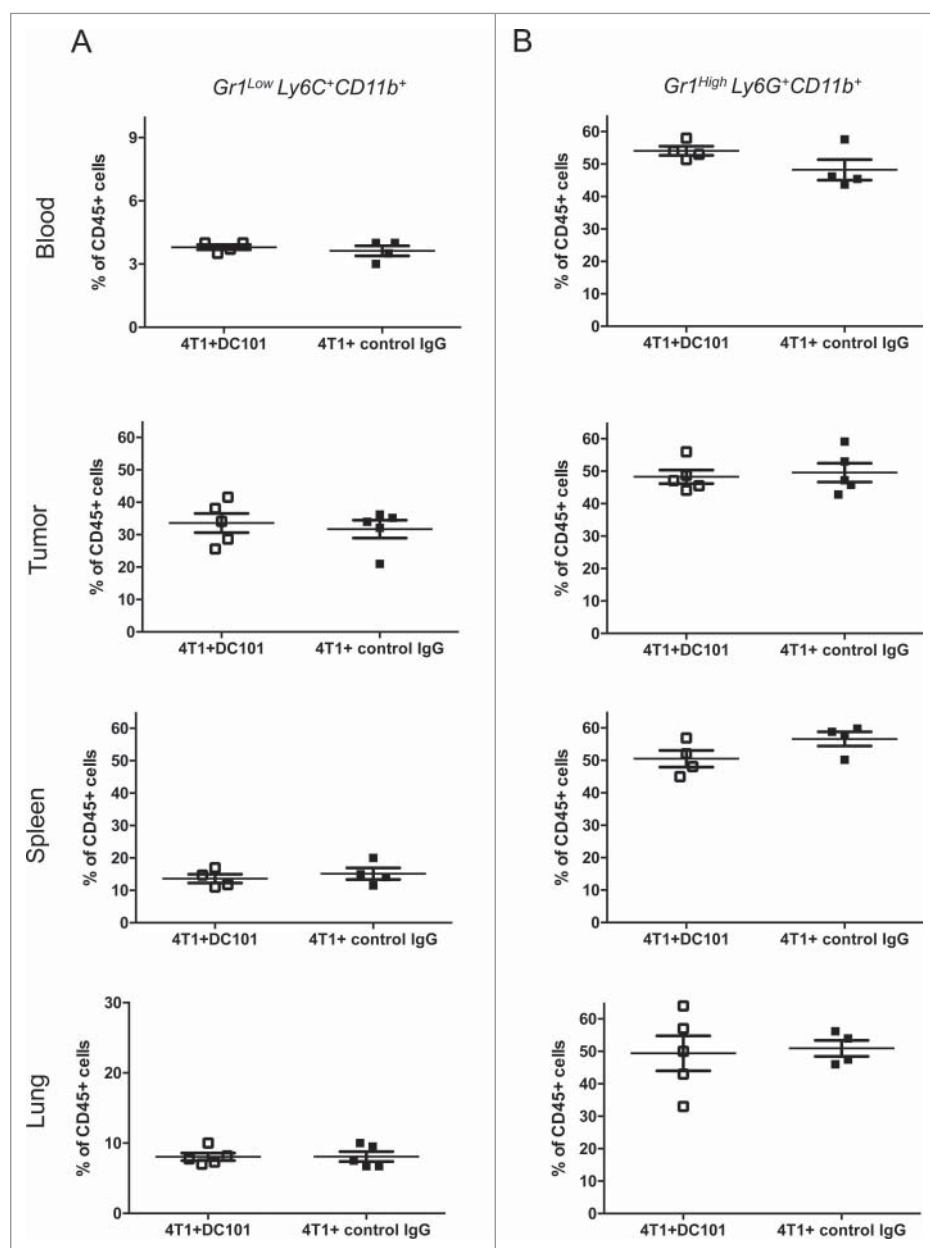 A
B
Gr1Low Ly6C+CD11b+
Gr1High Ly6G+CD11b+
Blood
% of CD45+ cells
9
6
3
0
4T1+DC101
4T1+ control IgG
% of CD45+ cells
60
50
40
30
20
10
0
4T1+DC101
4T1+ control IgG
Tumor
% of CD45+ cells
60
50
40
30
20
10
0
4T1+DC101
4T1+ control IgG
% of CD45+ cells
60
50
40
30
20
10
0
4T1+DC101
4T1+ control IgG
Spleen
% of CD45+ cells
60
50
40
30
20
10
0
4T1+DC101
4T1+ control IgG
% of CD45+ cells
60
50
40
30
20
10
0
4T1+DC101
4T1+ control IgG
Lung
% of CD45+ cells
30
20
10
0
4T1+DC101
4T1+ control IgG
% of CD45+ cells
60
50
40
30
20
10
0
4T1+DC101
4T1+ control IgG